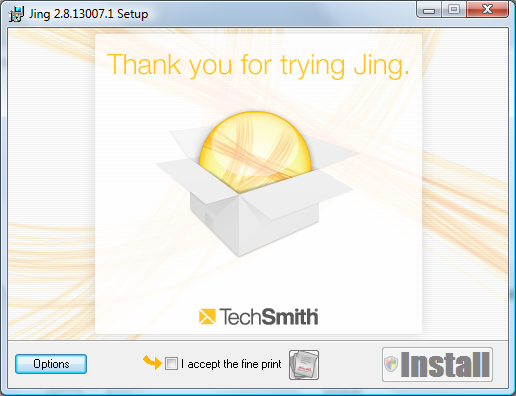 Jing 2.8.13007.1 Setup
Thank you for trying Jing.
TechSmith
Options
I accept the fine print
Install